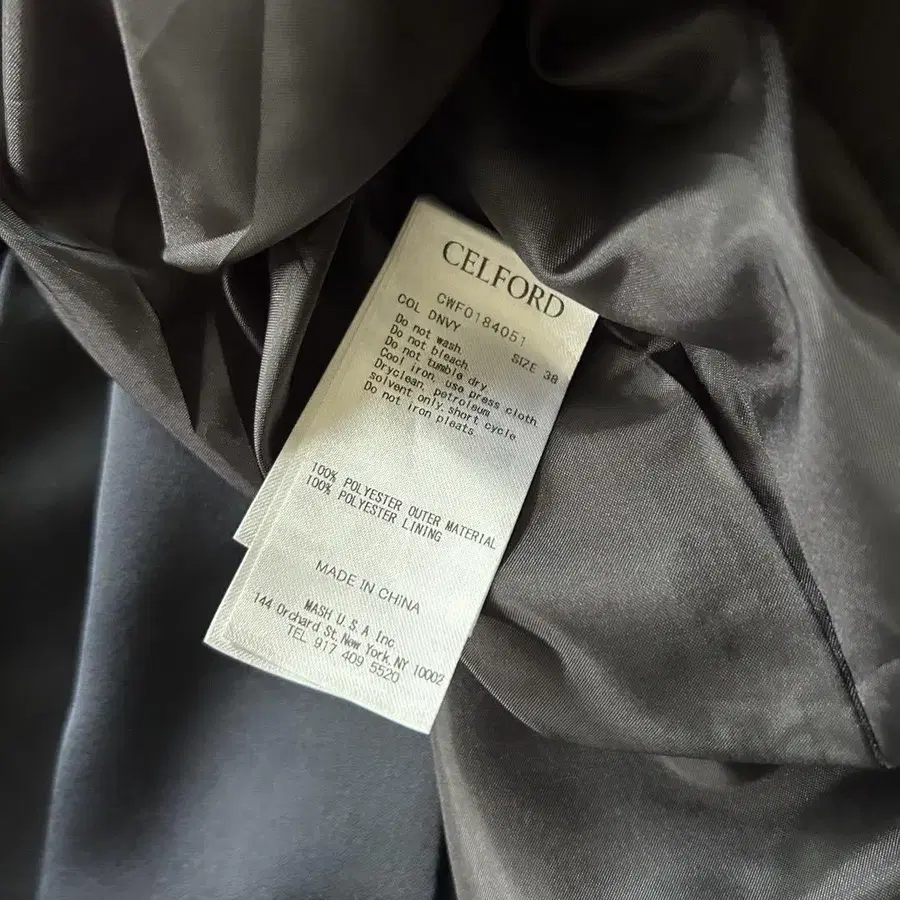 CELFORD
CWFO184051
COL DNVY SIZE 38
Do not wash
Do not bleach
Do not tumble dry
Cool iron, use press cloth
Dryclean, petroleum
solvent only, short cycle
Do not iron pleats
100% POLYESTER OUTER MATERIAL
100% POLYESTER LINING
MADE IN CHINA
MASH U.S.A Inc
144 Orchard St. New York. NY 10002
TEL 917 409 5520